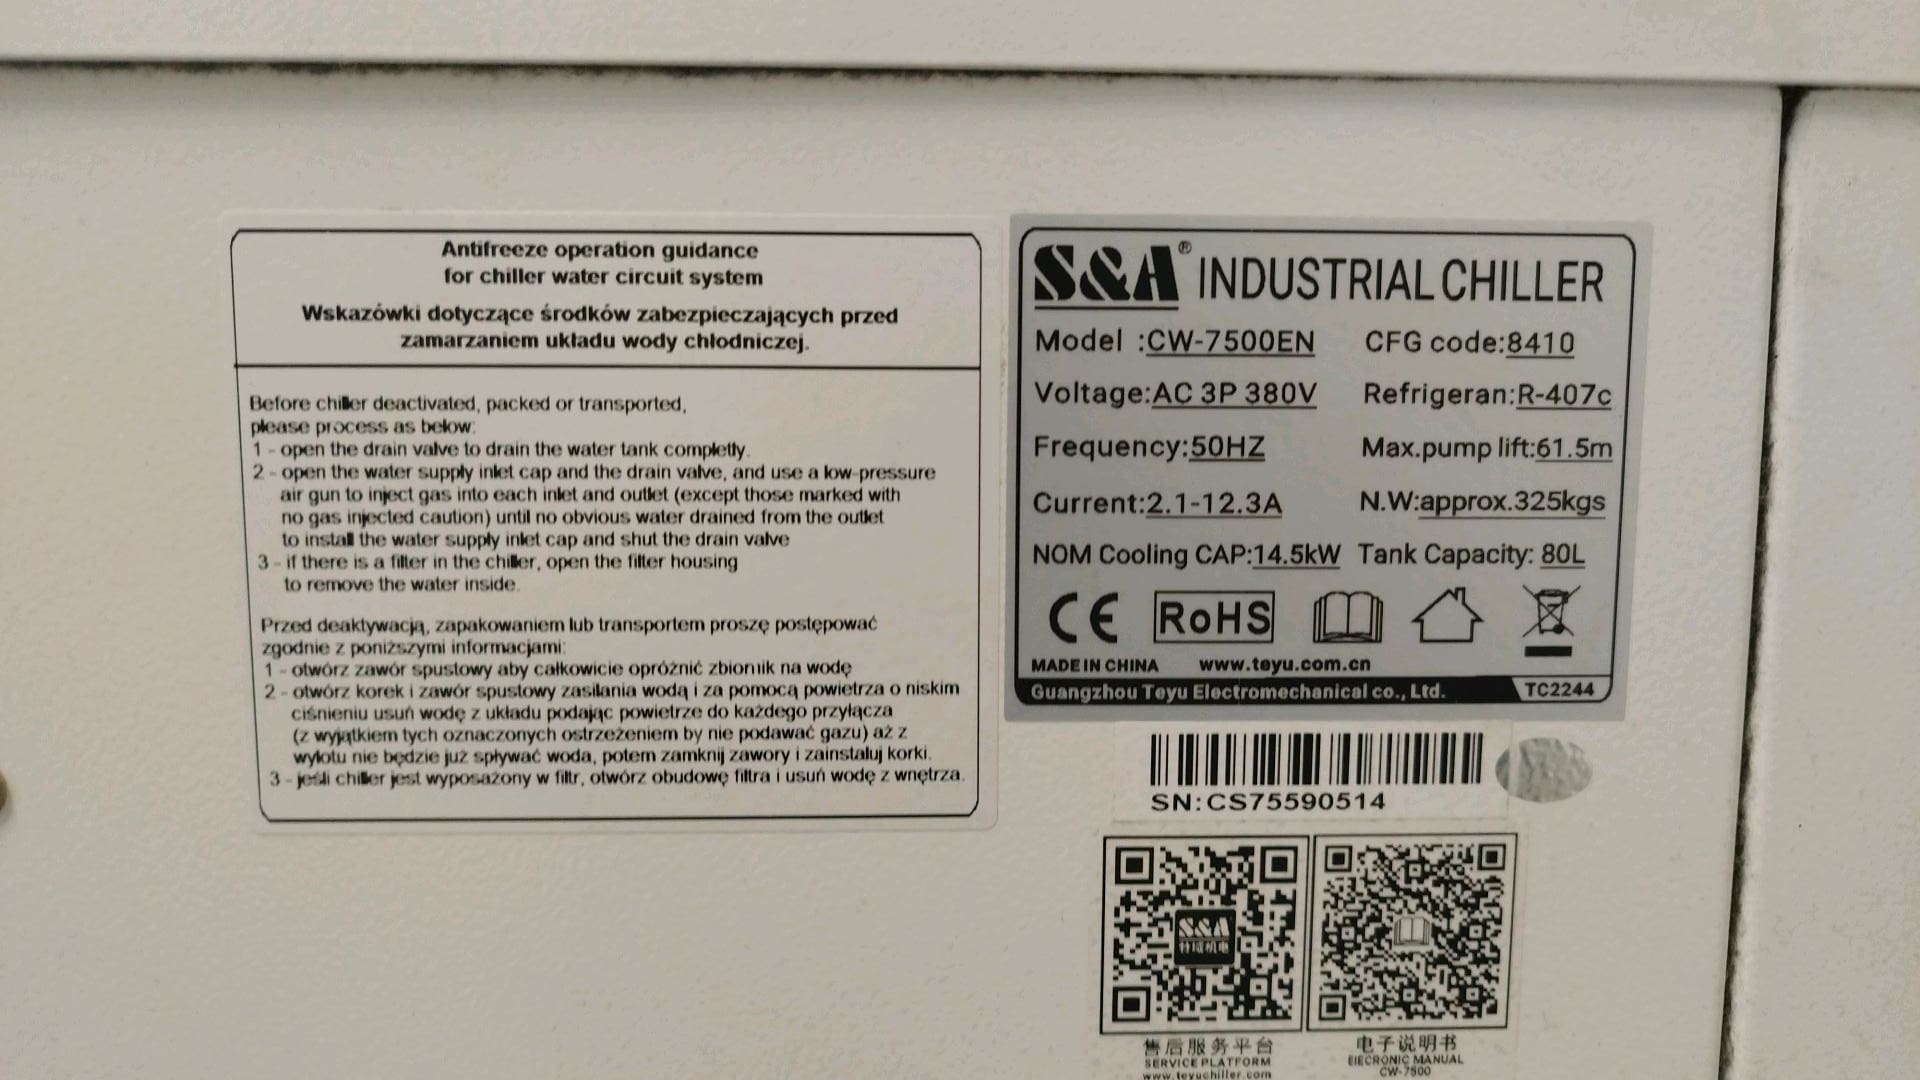 Antifreeze operation guidance
for chiller water circuit system
Wskazówki dotyczące środków zabezpieczających przed
zamarzaniem układu wody chłodniczej.
Before chiller deactivated, packed or transported,
please process as below:
1 - open the drain valve to drain the water tank completly.
2 - open the water supply inlet cap and the drain valve, and use a low-pressure
air gun to inject gas into each inlet and outlet (except those marked with
no gas injected caution) until no obvious water drained from the outlet
to install the water supply inlet cap and shut the drain valve
3 - if there is a filter in the chiller, open the filter housing
to remove the water inside.
Przed deaktywacją, zapakowaniem lub transportem proszę postępować
zgodnie z poniższymi informacjami:
1 - otwórz zawór spustowy aby całkowicie opróżnić zbiornik na wodę
2 - otwórz korek i zawór spustowy zasilania wodą i za pomocą powietrza o niskim
ciśnieniu usuń wodę z układu podając powietrze do każdego przyłącza
(z wyjątkiem tych oznaczonych ostrzeżeniem by nie podawać gazu) aż z
wylotu nie będzie już spływać woda, potem zamknij zawory i zainstaluj korki.
3 - jeśli chiller jest wyposażony w filtr, otwórz obudowę filtra i usuń wodę z wnętrza.
S&A® INDUSTRIAL CHILLER
Model :CW-7500EN CFG code:8410
Voltage:AC 3P 380V Refrigeran:R-407c
Frequency:50HZ Max.pump lift:61.5m
Current:2.1-12.3A N.W:approx.325kgs
NOM Cooling CAP:14.5kW Tank Capacity: 80L
CE RoHS
MADE IN CHINA www.teyu.com.cn
Guangzhou Teyu Electromechanical co., Ltd. TC2244
SN:CS75590514
S&A
特域机电
售后服务平台
SERVICE PLATFORM
www.teyuchiller.com
电子说明书
ElECRONIC MANUAL
CW-7500